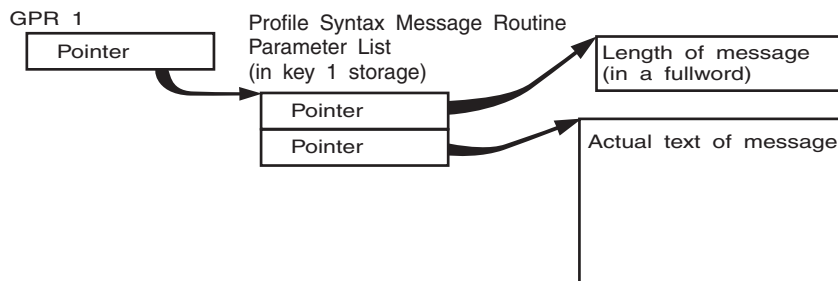 GPR 1
Pointer
Profile Syntax Message Routine
Parameter List
(in key 1 storage)
Pointer
Pointer
Length of message
(in a fullword)
Actual text of message